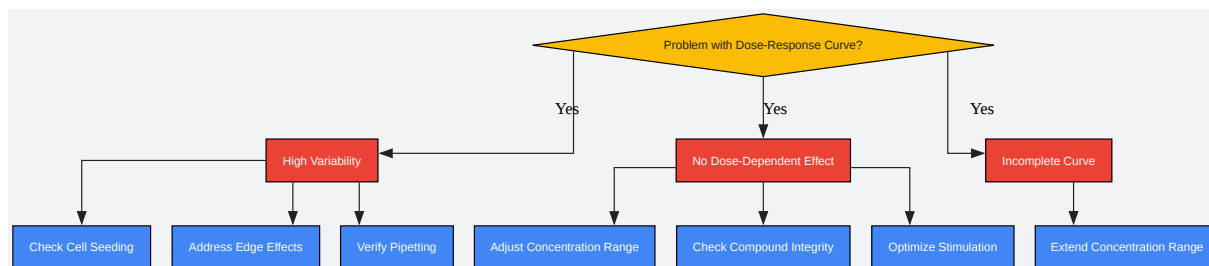 Problem with Dose-Response Curve?
Yes
Yes
Yes
High Variability
No Dose-Dependent Effect
Incomplete Curve
Check Cell Seeding
Address Edge Effects
Verify Pipetting
Adjust Concentration Range
Check Compound Integrity
Optimize Stimulation
Extend Concentration Range